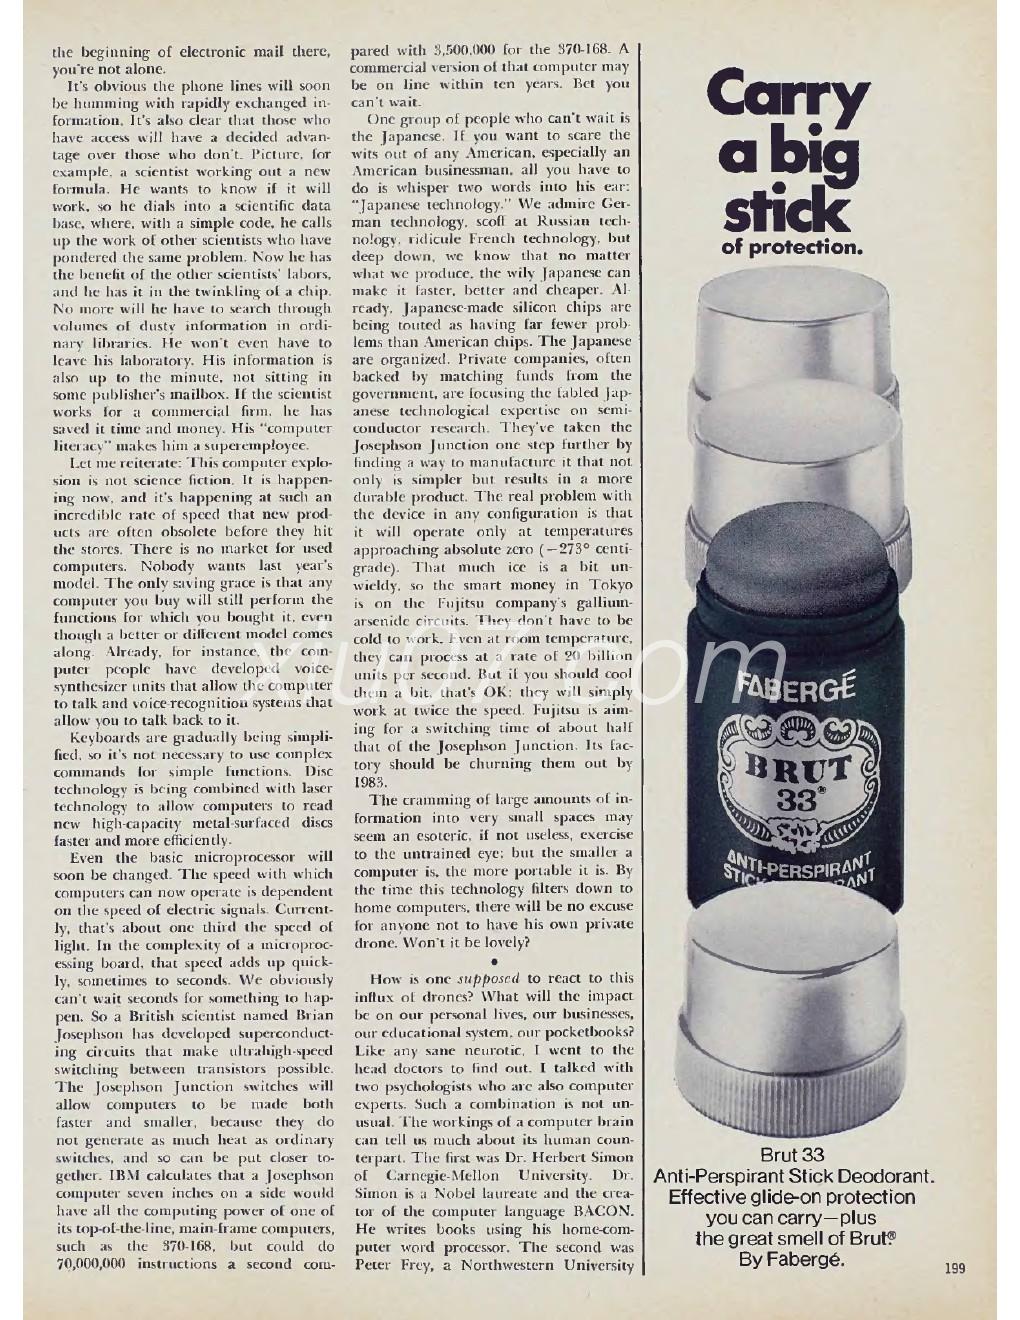 the beginning of electronic mail there,
you're not alone.
It's obvious the phone lines will soon
be humming with rapidly exchanged in-
formation. It's also clear that those who
have access will have a decided advan-
tage over those who don't. Picture, for
example, a scientist working out a new
formula. He wants to know if it will
work, so he dials into a scientific data
base, where, with a simple code, he calls
up the work of other scientists who have
pondered the same problem. Now he has
the benefit of the other scientists' labors,
and he has it in the twinkling of a chip.
No more will he have to search through
volumes of dusty information in ordi-
nary libraries. He won't even have to
leave his laboratory. His information is
also up to the minute, not sitting in
some publisher's mailbox. If the scientist
works for a commercial firm, he has
saved it time and money. His "computer
literacy" makes him a superemployee.
Let me reiterate: This computer explo-
sion is not science fiction. It is happen-
ing now, and it's happening at such an
incredible rate of speed that new prod-
ucts are often obsolete before they hit
the stores. There is no market for used
computers. Nobody wants last year's
model. The only saving grace is that any
computer you buy will still perform the
functions for which you bought it, even
though a better or different model comes
along. Already, for instance, the com-
puter people have developed voice-
synthesizer units that allow the computer
to talk and voice-recognition systems that
allow you to talk back to it.
Keyboards are gradually being simpli-
fied, so it's not necessary to use complex
commands for simple functions. Disc
technology is being combined with laser
technology to allow computers to read
new high-capacity metal-surfaced discs
faster and more efficiently.
Even the basic microprocessor will
soon be changed. The speed with which
computers can now operate is dependent
on the speed of electric signals. Current-
ly, that's about one third the speed of
light. In the complexity of a microproc-
essing board, that speed adds up quick-
ly, sometimes to seconds. We obviously
can't wait seconds for something to hap-
pen. So a British scientist named Brian
Josephson has developed superconduct-
ing circuits that make ultrahigh-speed
switching between transistors possible.
The Josephson Junction switches will
allow computers to be made both
faster and smaller, because they do
not generate as much heat as ordinary
switches, and so can be put closer to-
gether. IBM calculates that a Josephson
computer seven inches on a side would
have all the computing power of one of
its top-of-the-line, main-frame computers,
such as the 370-168, but could do
70,000,000 instructions a second com-
pared with 3,500,000 for the 370-168. A
commercial version of that computer may
be on line within ten years. Bet you
can't wait.
One group of people who can't wait is
the Japanese. If you want to scare the
wits out of any American, especially an
American businessman, all you have to
do is whisper two words into his ear:
"Japanese technology." We admire Ger-
man technology, scoff at Russian tech-
nology, ridicule French technology, but
deep down, we know that no matter
what we produce, the wily Japanese can
make it faster, better and cheaper. Al-
ready, Japanese-made silicon chips are
being touted as having far fewer prob-
lems than American chips. The Japanese
are organized. Private companies, often
backed by matching funds from the
government, are focusing the fabled Jap-
anese technological expertise on semi-
conductor research. They've taken the
Josephson Junction one step further by
finding a way to manufacture it that not
only is simpler but results in a more
durable product. The real problem with
the device in any configuration is that
it will operate only at temperatures
approaching absolute zero (−273° centi-
grade). That much ice is a bit un-
wieldy, so the smart money in Tokyo
is on the Fujitsu company's gallium-
arsenide circuits. They don't have to be
cold to work. Even at room temperature,
they can process at a rate of 20 billion
units per second. But if you should cool
them a bit, that's OK; they will simply
work at twice the speed. Fujitsu is aim-
ing for a switching time of about half
that of the Josephson Junction. Its fac-
tory should be churning them out by
1983.
The cramming of large amounts of in-
formation into very small spaces may
seem an esoteric, if not useless, exercise
to the untrained eye; but the smaller a
computer is, the more portable it is. By
the time this technology filters down to
home computers, there will be no excuse
for anyone not to have his own private
drone. Won't it be lovely?
•
How is one supposed to react to this
influx of drones? What will the impact
be on our personal lives, our businesses,
our educational system, our pocketbooks?
Like any sane neurotic, I went to the
head doctors to find out. I talked with
two psychologists who are also computer
experts. Such a combination is not un-
usual. The workings of a computer brain
can tell us much about its human coun-
terpart. The first was Dr. Herbert Simon
of Carnegie-Mellon University. Dr.
Simon is a Nobel laureate and the crea-
tor of the computer language BACON.
He writes books using his home-com-
puter word processor. The second was
Peter Frey, a Northwestern University
Carry
a big
stick
of protection.
FABERGÉ
BRUT
33®
ANTI-PERSPIRANT
Brut 33
Anti-Perspirant Stick Deodorant.
Effective glide-on protection
you can carry—plus
the great smell of Brut.®
By Fabergé.
199